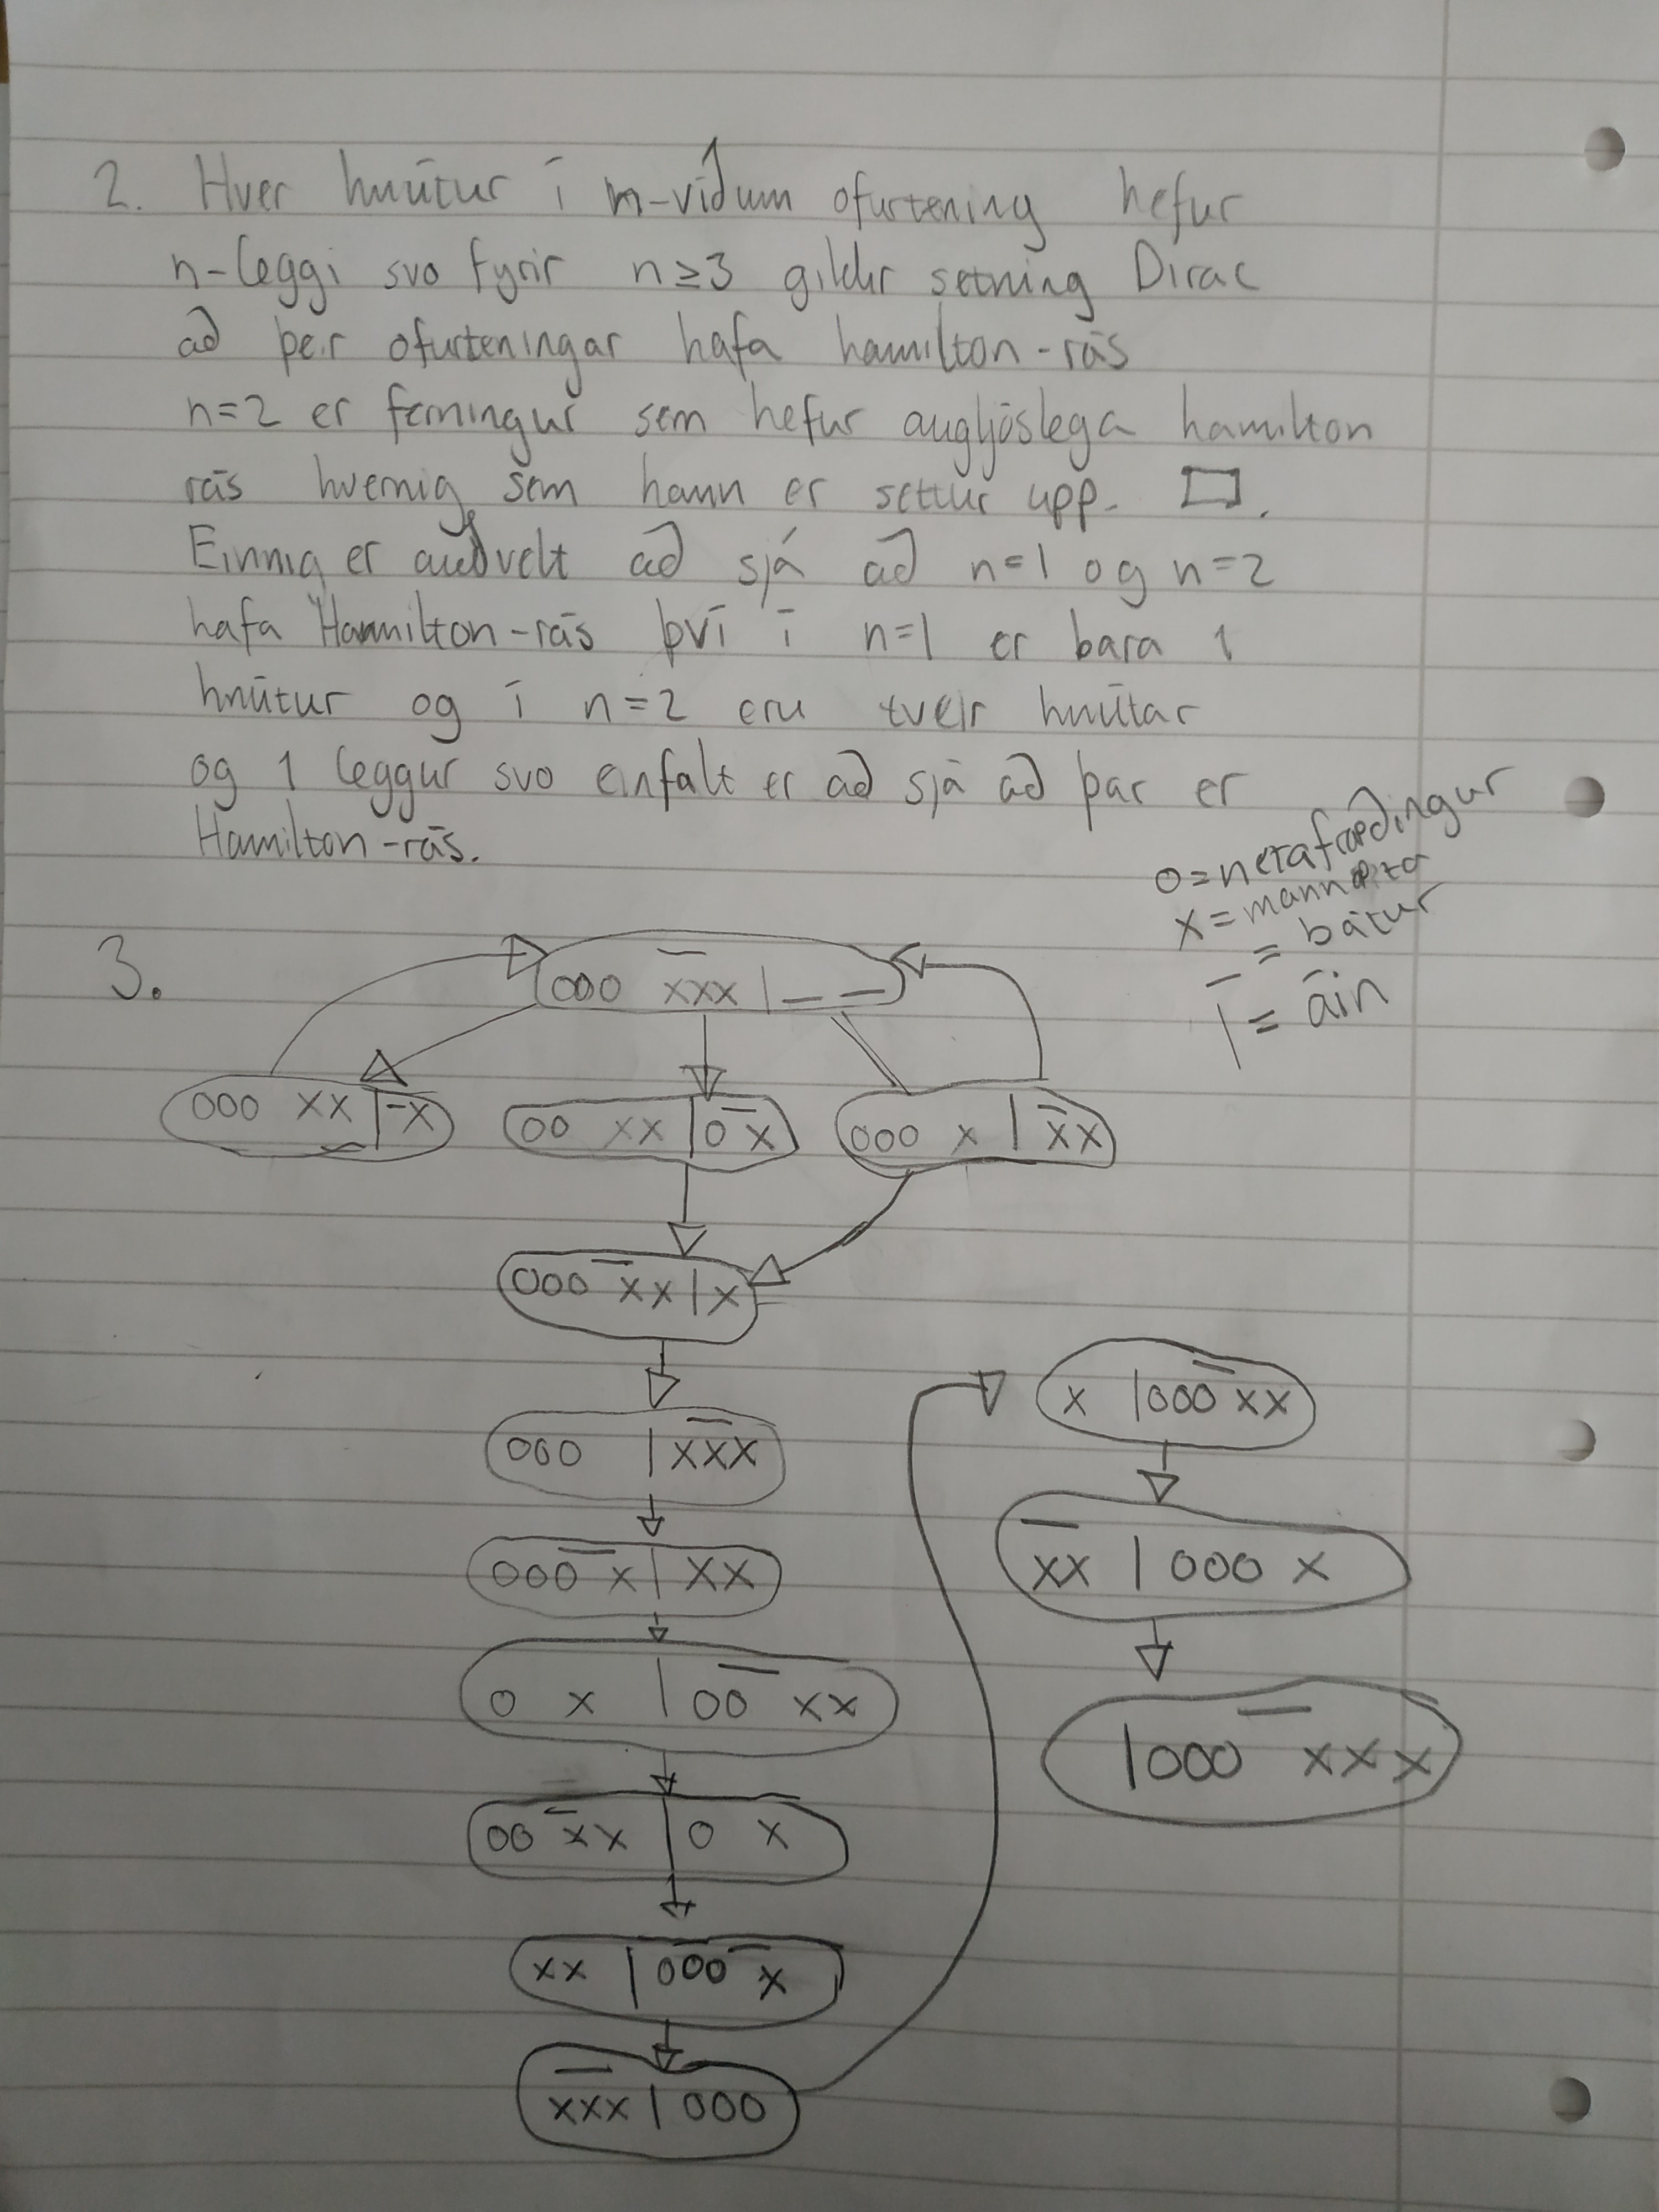 2. Hver hnútur í n-víðum ofurtening hefur
n-leggi svo fyrir n≥3 gildir setning Dirac
að þeir ofurteningar hafa hamilton-rás
n=2 er ferningur sem hefur augljóslega hamilton
rás hvernig sem hann er settur upp. □.
Einnig er auðvelt að sjá að n=1 og n=2
hafa Hamilton-rás því í n=1 er bara 1
hnútur og í n=2 eru tveir hnútar
og 1 leggur svo einfalt er að sjá að þar er
Hamilton-rás.
o=netafræðingur
x=mannæta
‾ = bátur
| = áin
3.
000 x̅xx | _ _
000 xx | ‾x
00 xx | 0 ‾ x
000 x | x̅x
000 ‾ xx | x
000 | xx̅x
000 ‾ x | xx
0 x | 00 ‾ xx
00 ‾ xx | 0 x
xx | 000 ‾ x
x̅x̅x | 000
x | 000 ‾ xx
x̅x̅ | 000 x
| 000 ‾ xxx